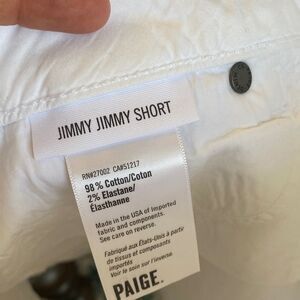 JIMMY JIMMY SHORT
RN#27002 CA#51217
98% Cotton/Coton
2% Elastane/
Élasthanne
Made in the USA of Imported
fabric and components.
See care on reverse.
Fabriqué aux États-Unis à partir
de tissus et composants
importés
Voir le soin sur l'inverse.
PAIGE.